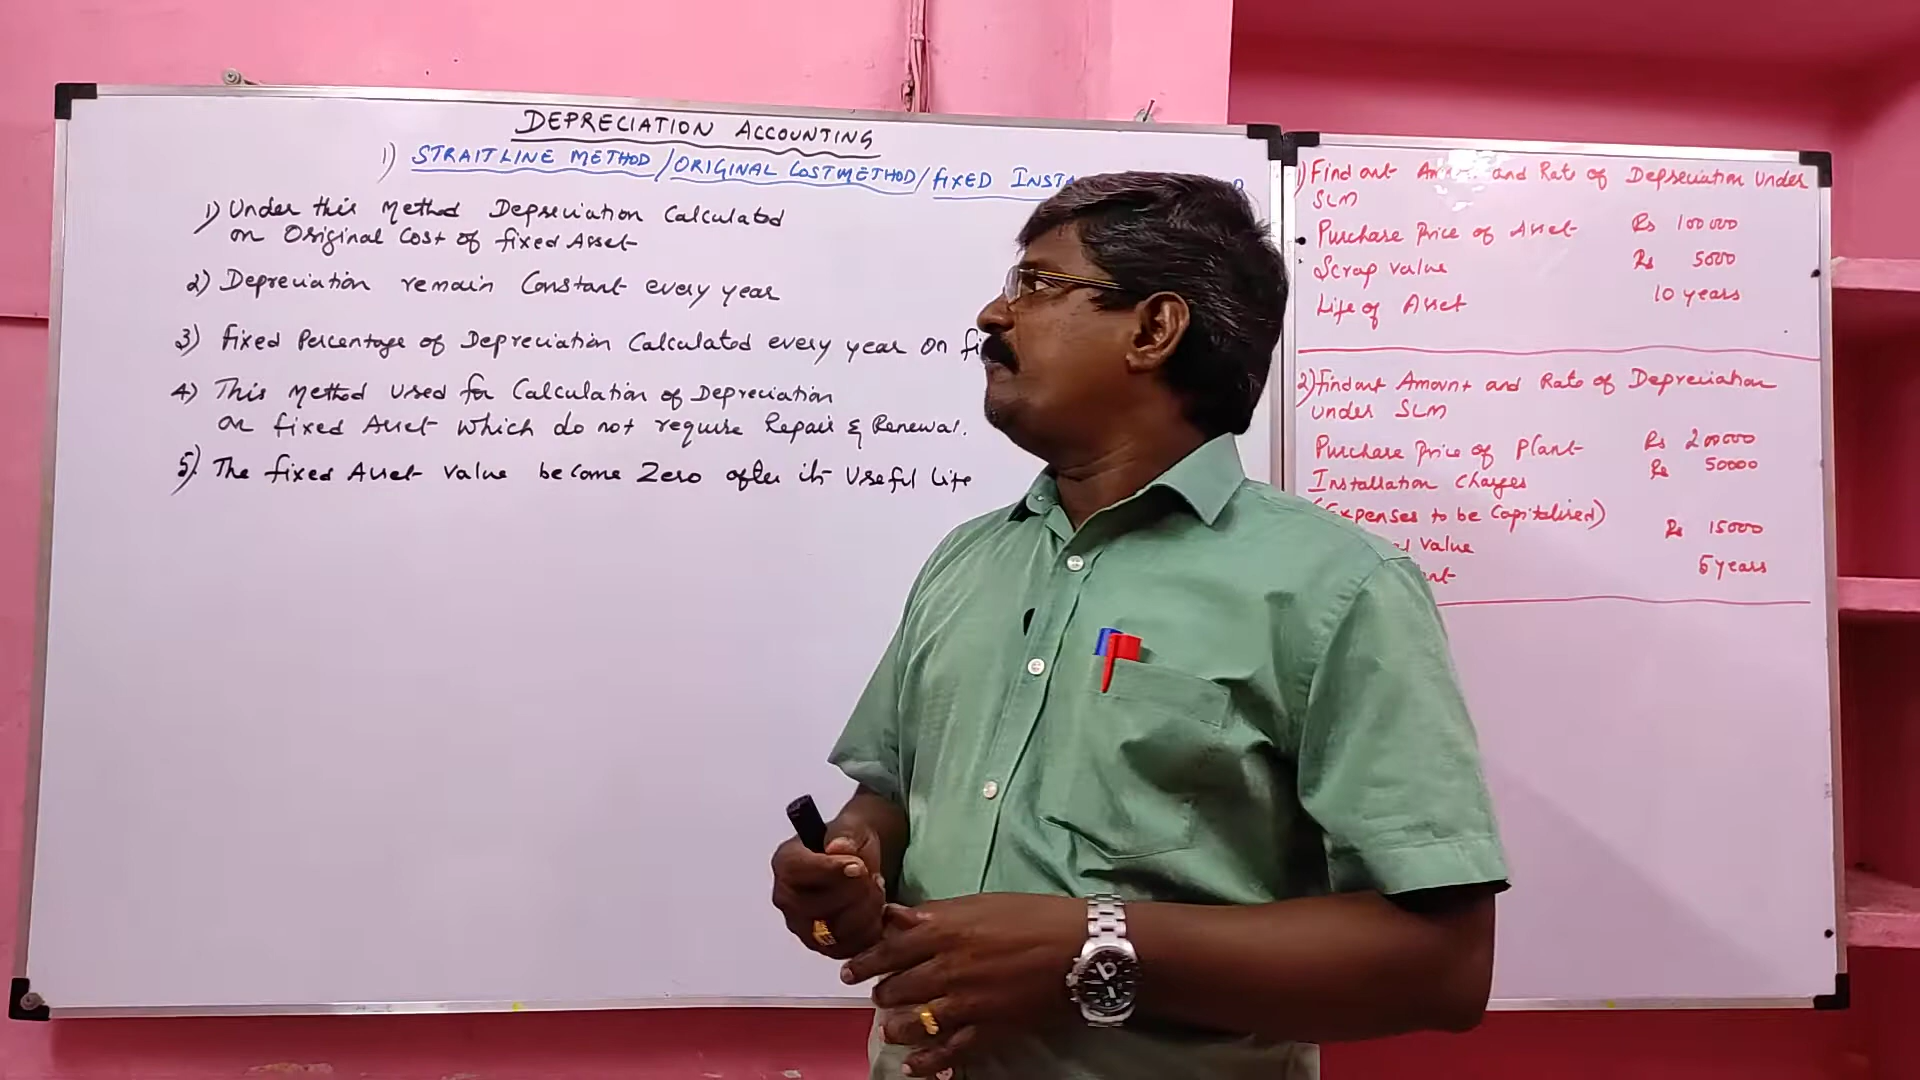 DEPRECIATION ACCOUNTING
1) STRAITLINE METHOD / ORIGINAL COST METHOD / FIXED INSTA
1) Under this Method Depreciation Calculated
on Original Cost of fixed Asset
2) Depreciation remain Constant every year
3) Fixed Percentage of Depreciation Calculated every year on fi
4) This Method used for Calculation of Depreciation
on fixed Asset which do not require Repair & Renewal.
5) The fixed Asset value become Zero after its Useful Life
1) Find out and Rate of Depreciation Under
SLM
Purchase Price of Asset Rs 100000
Scrap value Rs 5000
Life of Asset 10 years
2) Find out Amount and Rate of Depreciation
under SLM
Purchase Price of Plant Rs 200000
Installation Charges Rs 50000
(Expenses to be Capitalised)
Value Rs 15000
5 years